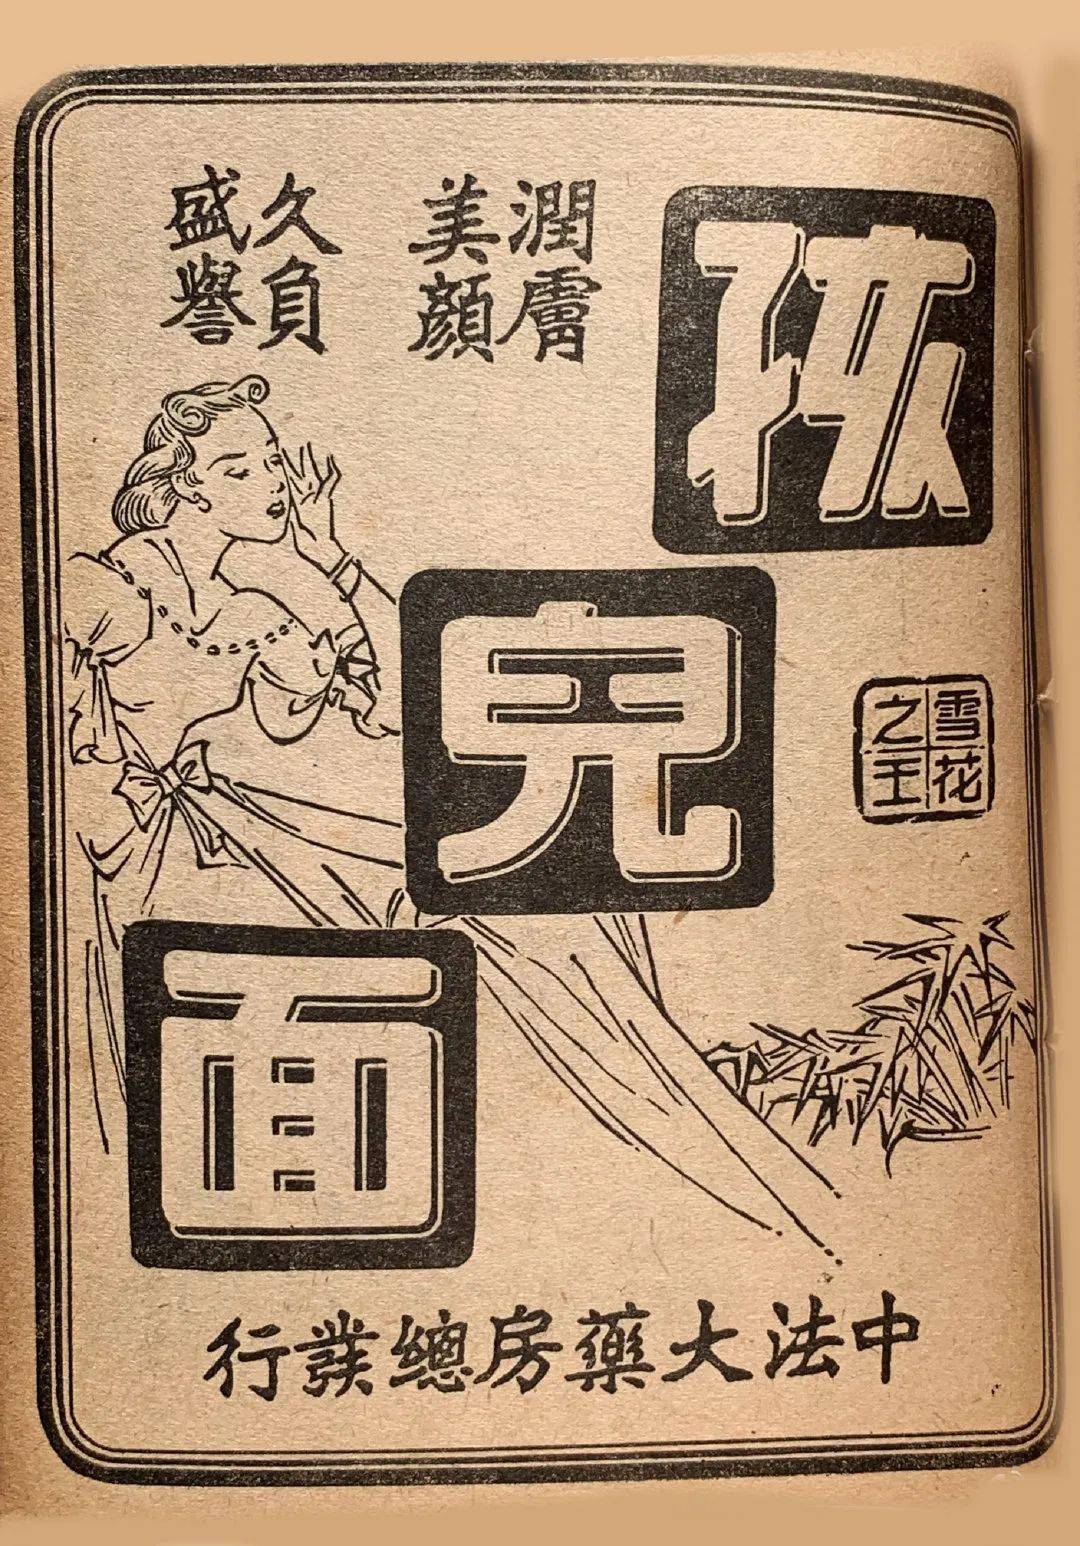 孩兒面
潤膚
美顏
久負
盛譽
雪花
之王
中法大藥房總發行